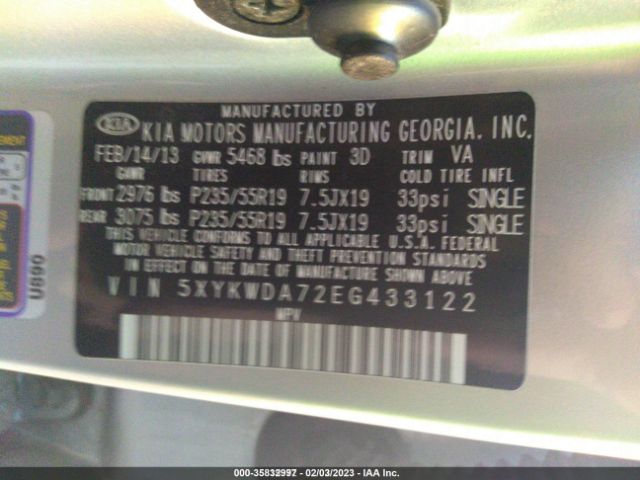 MANUFACTURED BY
KIA KIA MOTORS MANUFACTURING GEORGIA, INC.
FEB/14/13 GVWR 5468 lbs PAINT 3D TRIM VA
GAWR TIRES RIMS COLD TIRE INFL
FRONT 2976 lbs P235/55R19 7.5JX19 33psi SINGLE
REAR 3075 lbs P235/55R19 7.5JX19 33psi SINGLE
THIS VEHICLE CONFORMS TO ALL APPLICABLE U.S.A. FEDERAL
MOTOR VEHICLE SAFETY AND THEFT PREVENTION STANDARDS
IN EFFECT ON THE DATE OF MANUFACTURE SHOWN ABOVE
VIN 5XYKWDA72EG433122
MPV
U890
000-35832997 - 02/03/2023 - IAA Inc.